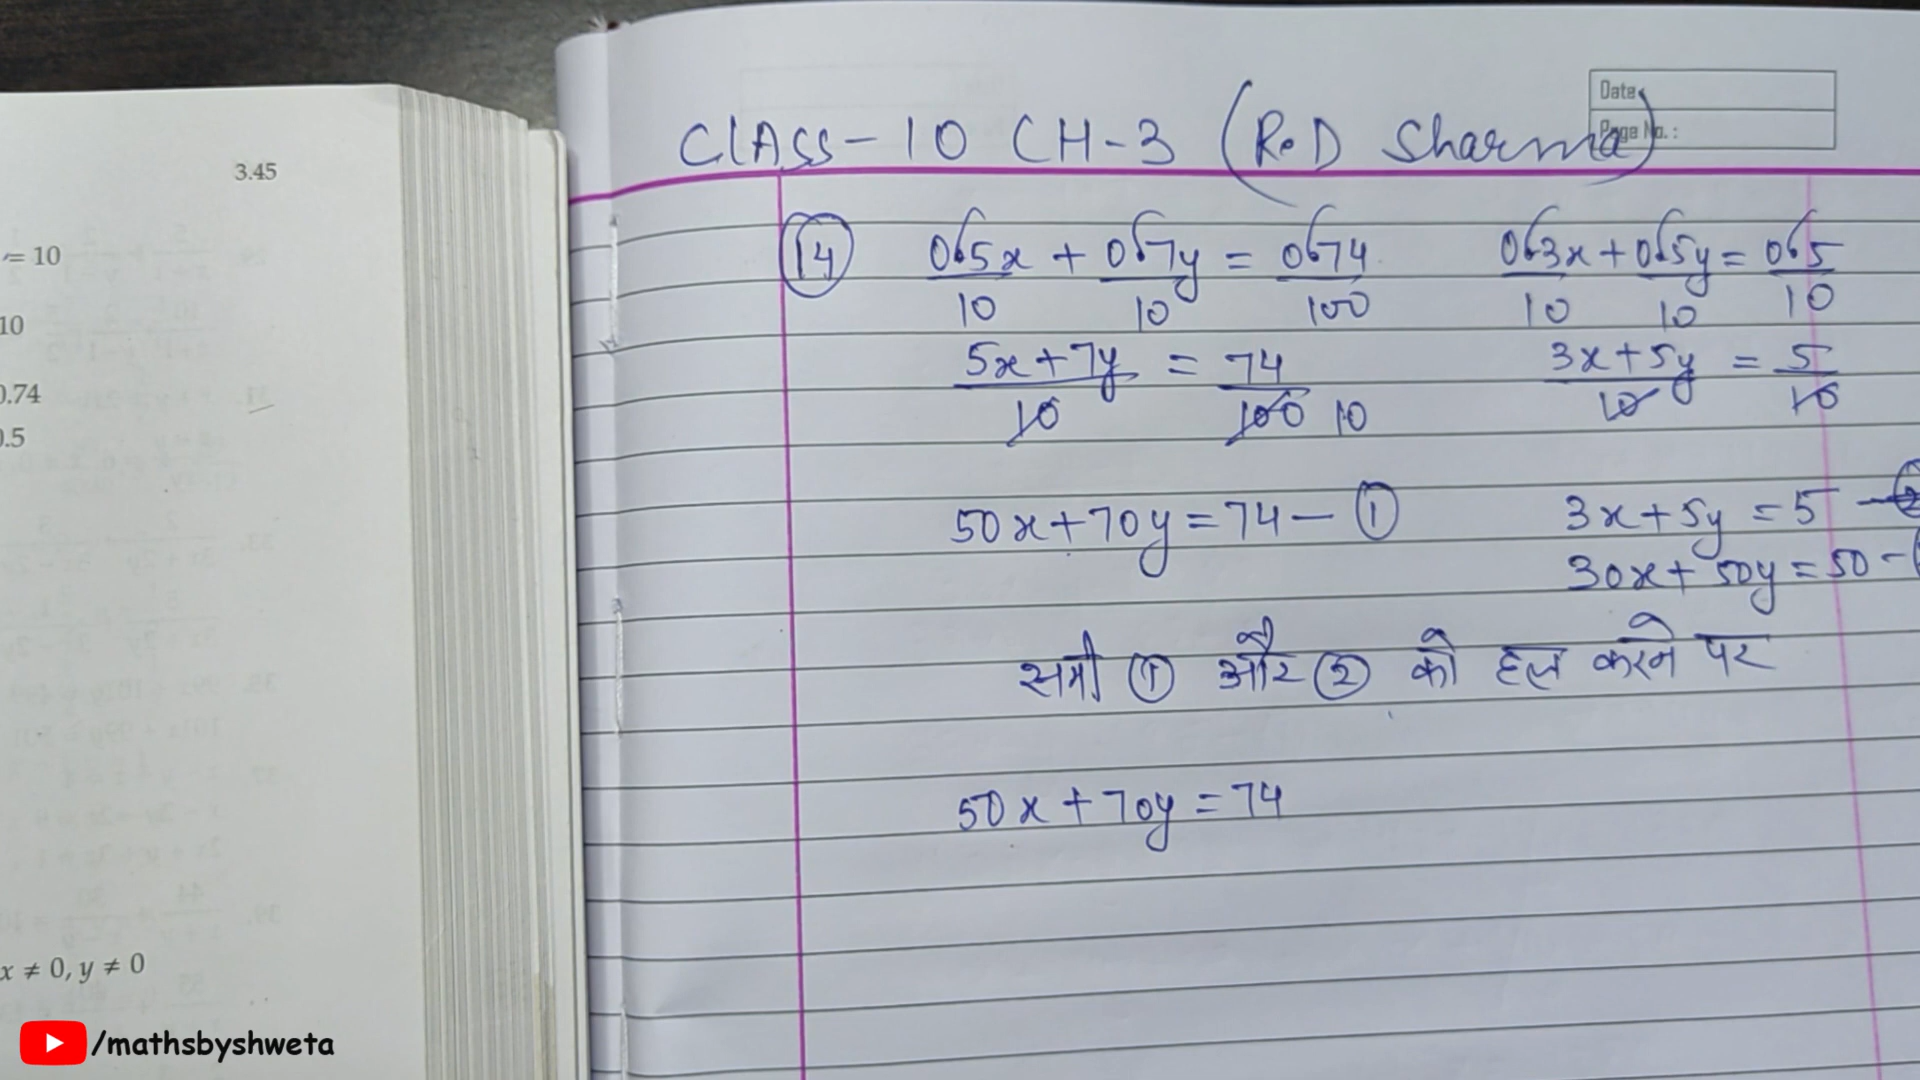 3.45
= 10
10
0.74
0.5
x ≠ 0, y ≠ 0
Date
Page No.:
CLASS-10 CH-3 (R.D Sharma)
14 0.5x/10 + 0.7y/10 = 0.74/100 0.3x/10 + 0.5y/10 = 0.5/10
5x+7y/10 = 74/100 10 3x+5y/10 = 5/10
50x+70y=74 — ① 3x+5y=5 — ②
30x+50y=50 —
समी ① और ② को हल करने पर
50x+70y=74
/mathsbyshweta